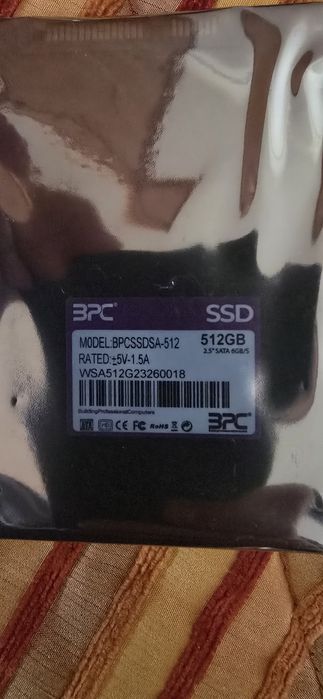 BPC SSD
MODEL:BPCSSDSA-512 512GB
RATED:±5V-1.5A 2.5" SATA 6GB/S
WSA512G23260018
BuildingProfessionalComputers
SATA CE FC RoHS BPC